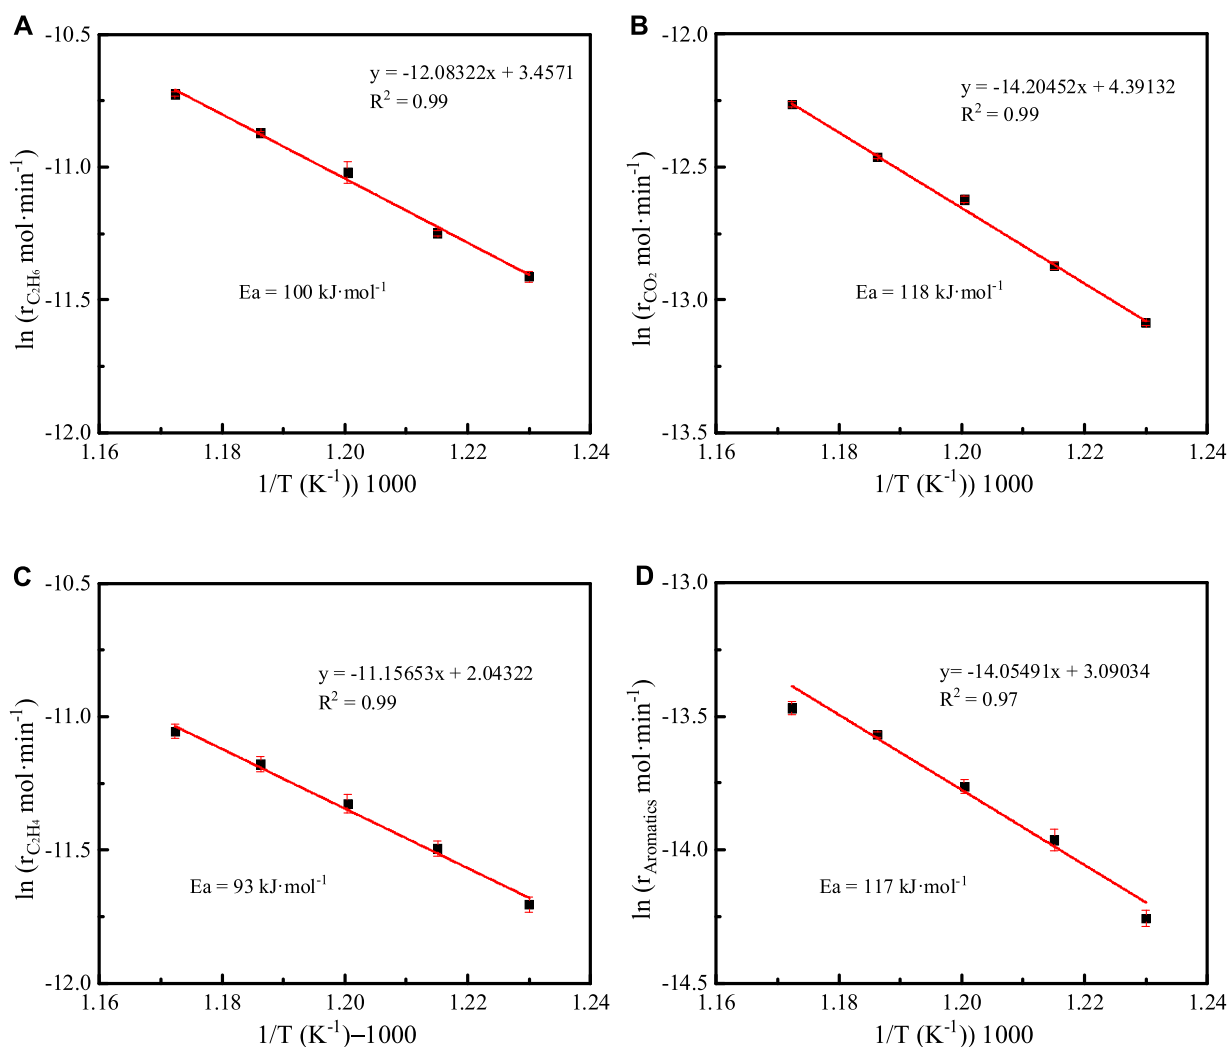 A
-10.5
-11.0
-11.5
-12.0
ln (r_C₂H₆ mol·min⁻¹)
y = -12.08322x + 3.4571
R² = 0.99
Ea = 100 kJ·mol⁻¹
1.16 1.18 1.20 1.22 1.24
1/T (K⁻¹)) 1000
B
-12.0
-12.5
-13.0
-13.5
ln (r_CO₂ mol·min⁻¹)
y = -14.20452x + 4.39132
R² = 0.99
Ea = 118 kJ·mol⁻¹
1.16 1.18 1.20 1.22 1.24
1/T (K⁻¹)) 1000
C
-10.5
-11.0
-11.5
-12.0
ln (r_C₂H₄ mol·min⁻¹)
y = -11.15653x + 2.04322
R² = 0.99
Ea = 93 kJ·mol⁻¹
1.16 1.18 1.20 1.22 1.24
1/T (K⁻¹)–1000
D
-13.0
-13.5
-14.0
-14.5
ln (r_Aromatics mol·min⁻¹)
y= -14.05491x + 3.09034
R² = 0.97
Ea = 117 kJ·mol⁻¹
1.16 1.18 1.20 1.22 1.24
1/T (K⁻¹)) 1000